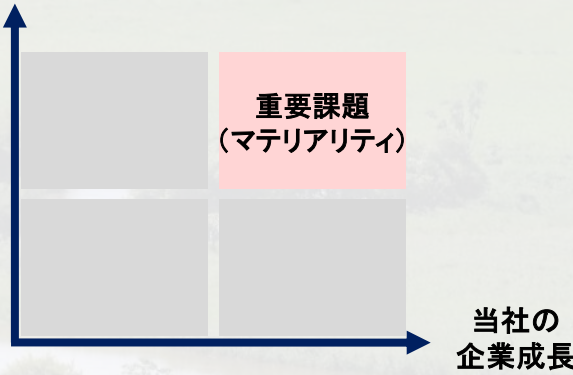 重要課題
（マテリアリティ）
当社の
企業成長